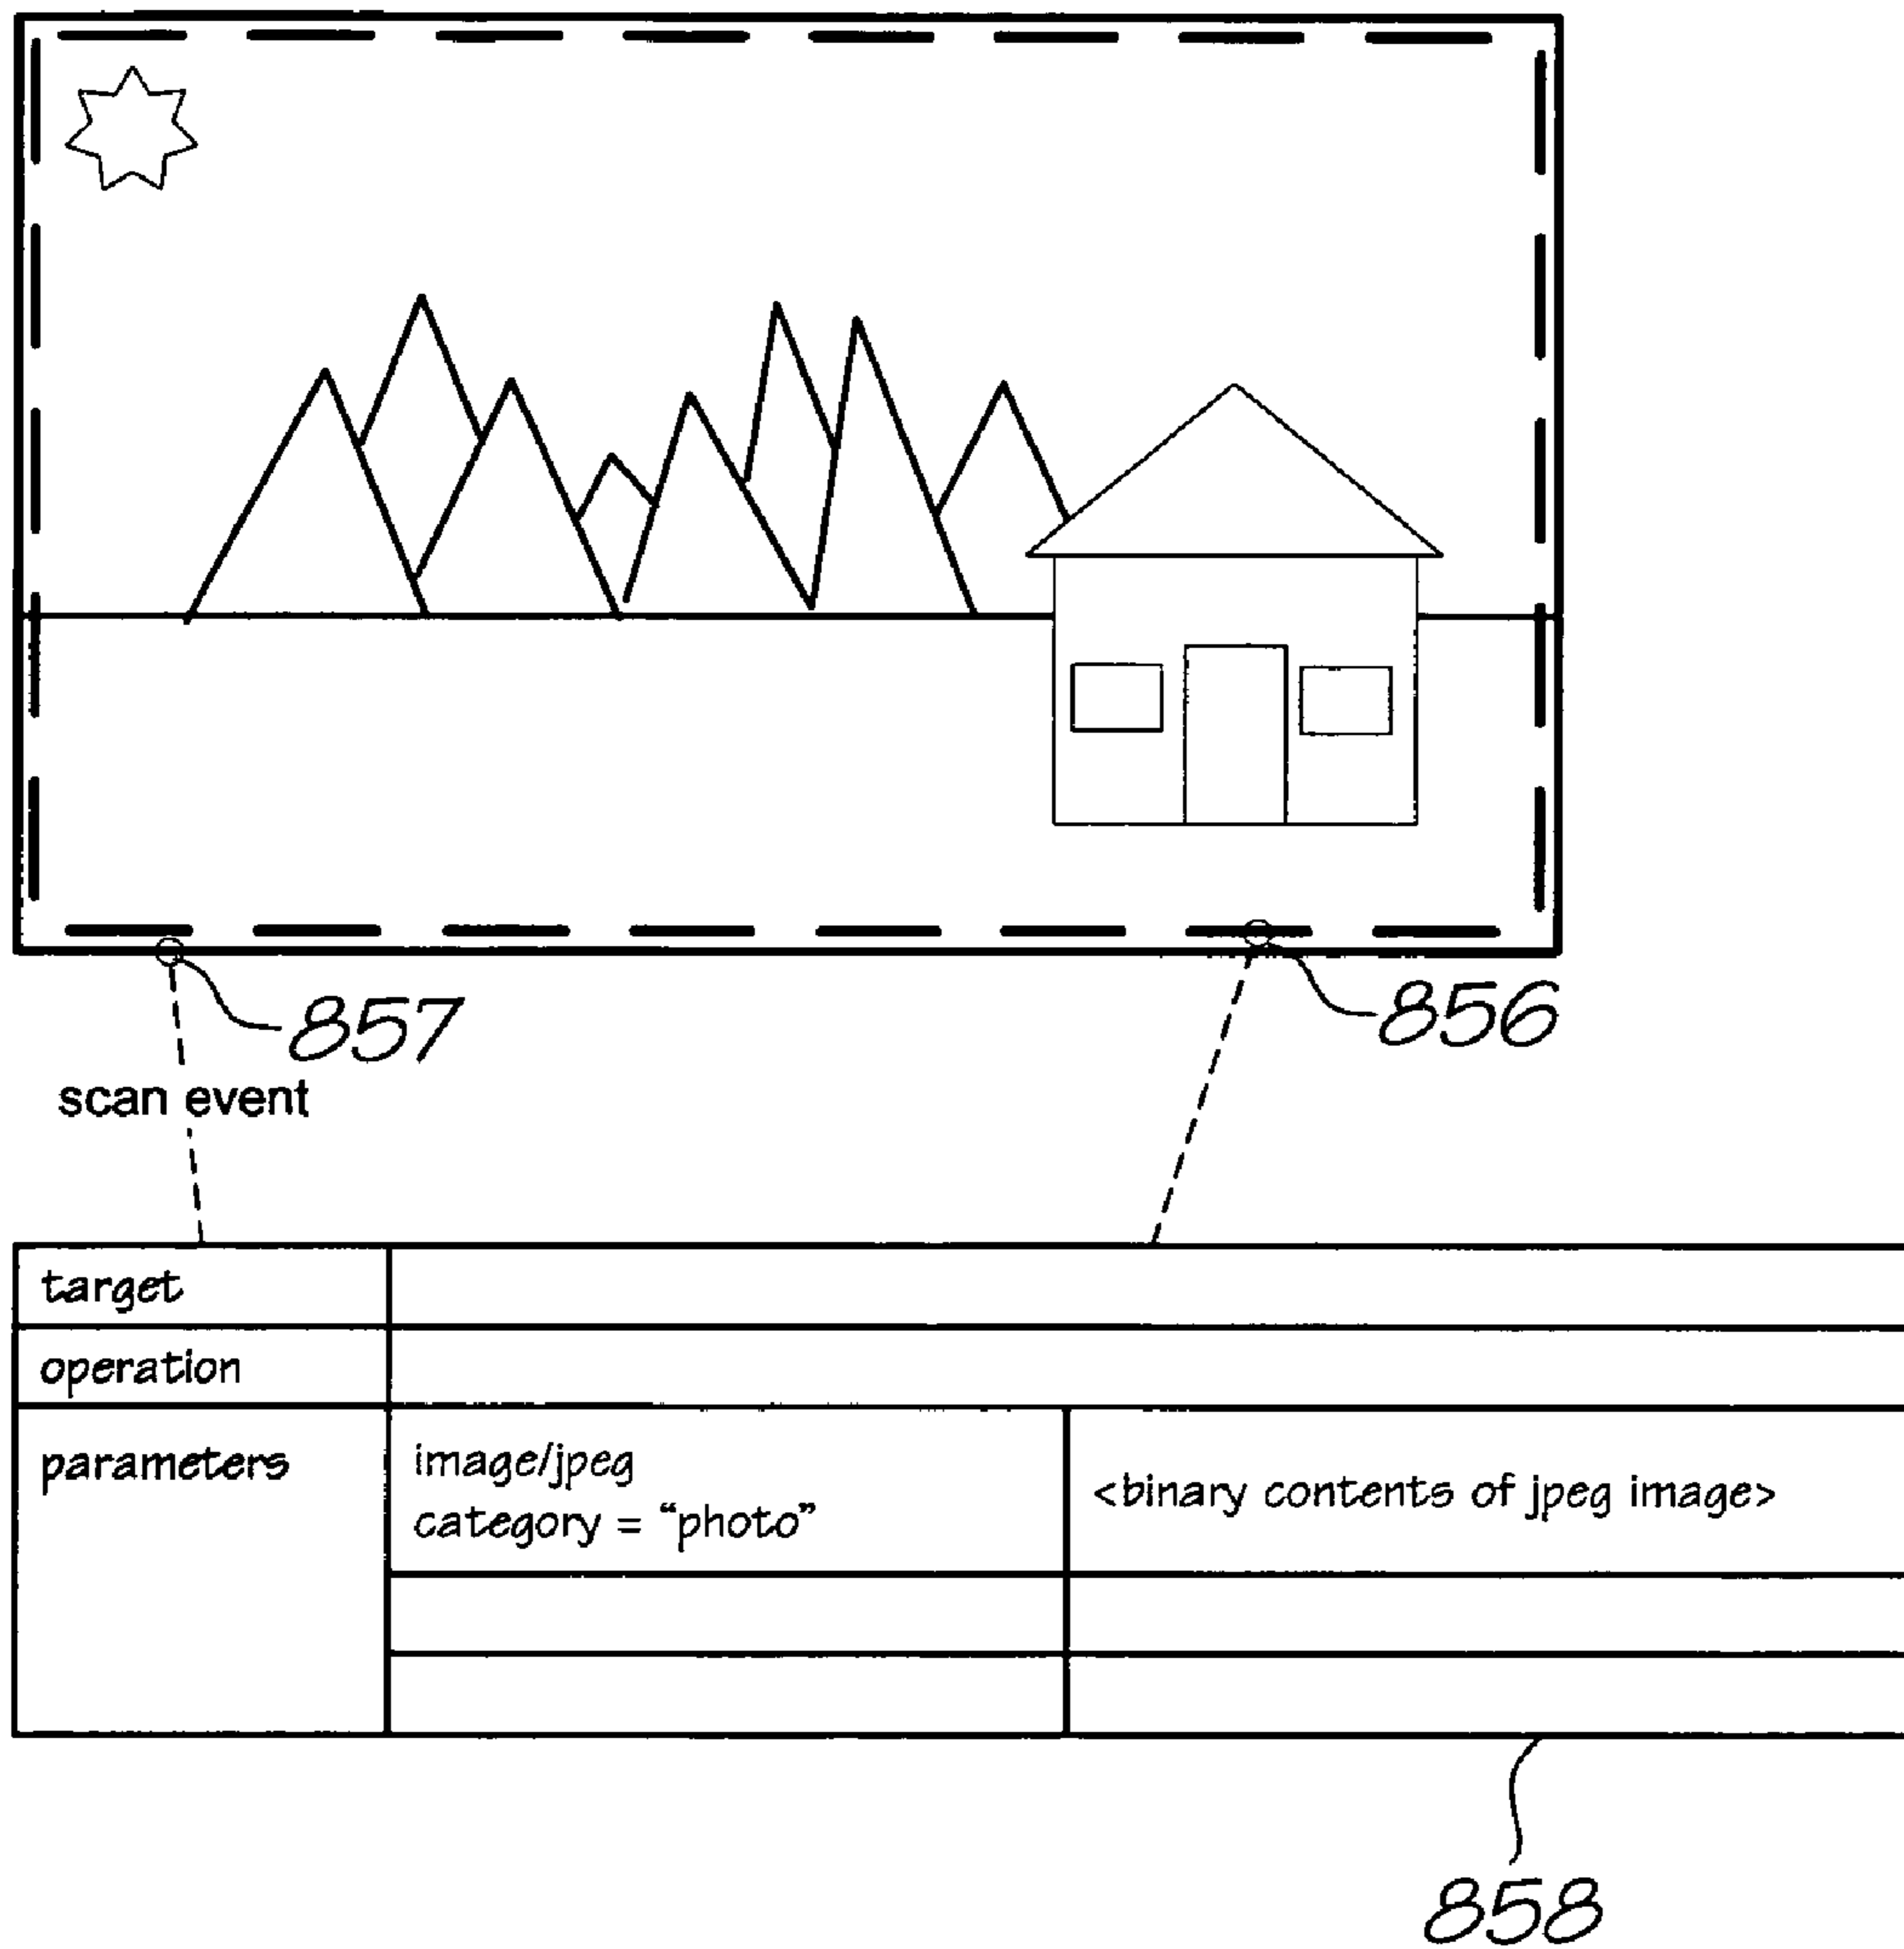 857
856
scan event
target
operation
parameters
image/jpeg
category = “photo”
<binary contents of jpeg image>
858